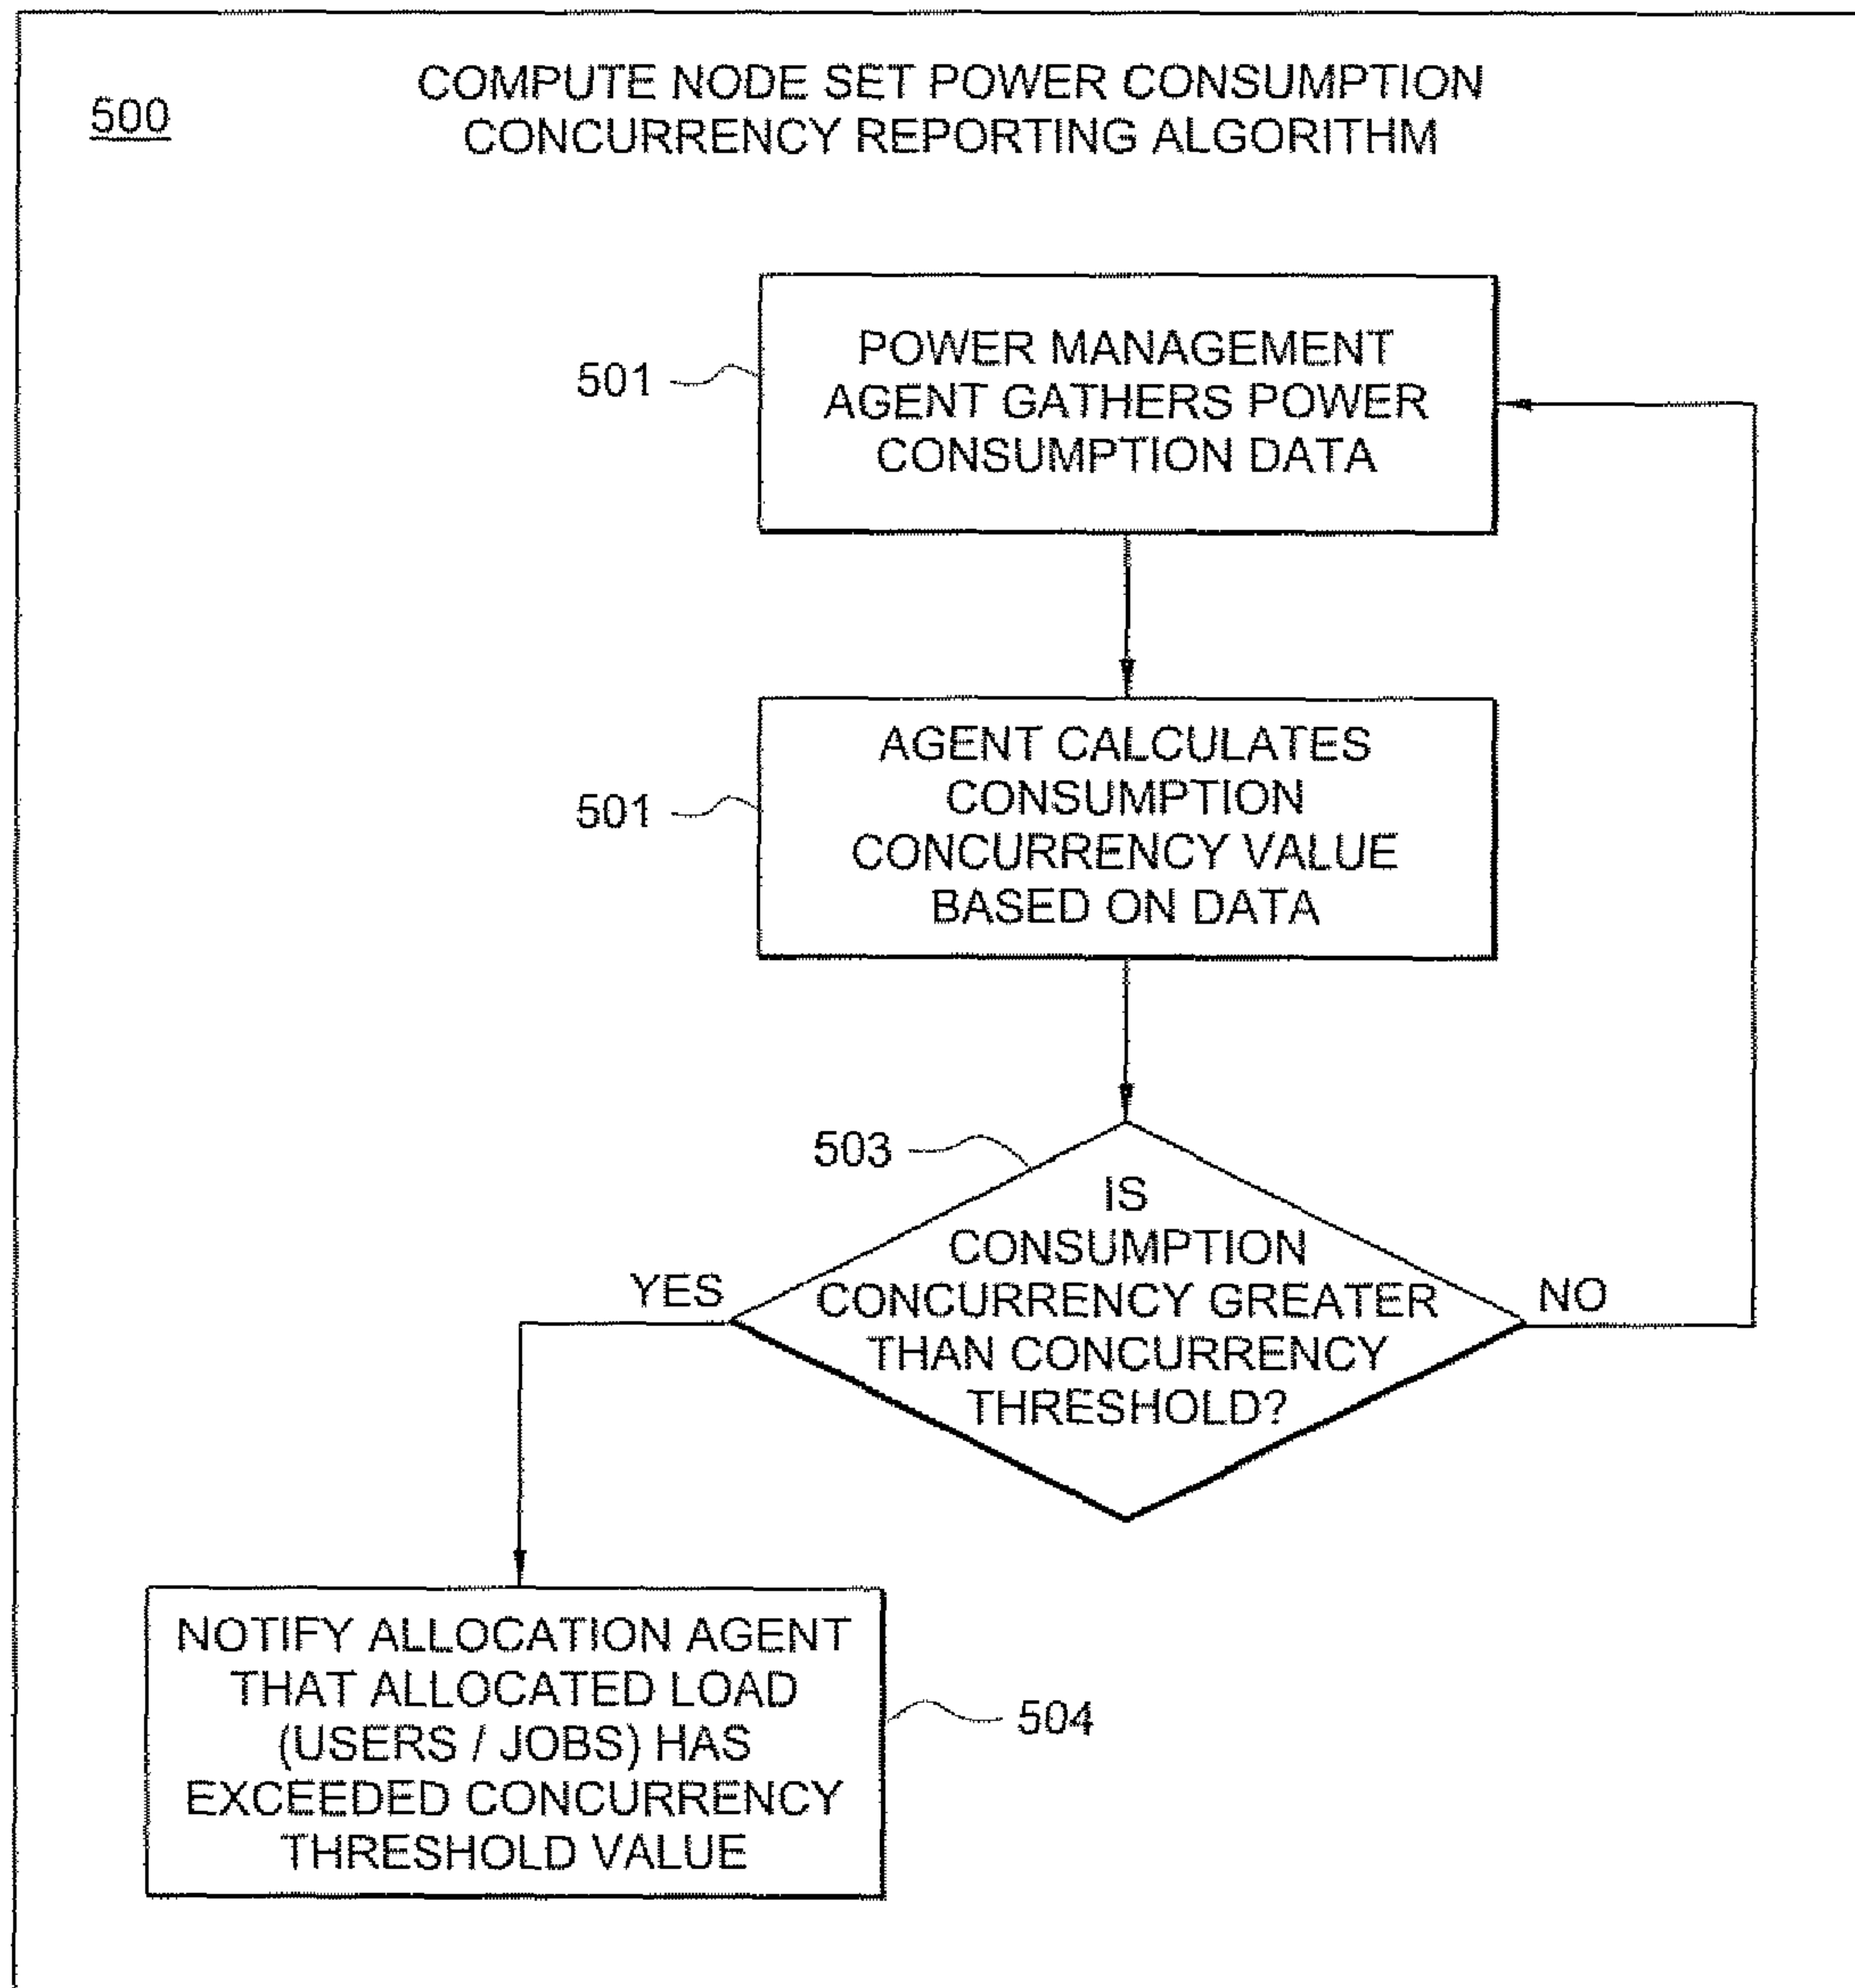 COMPUTE NODE SET POWER CONSUMPTION
CONCURRENCY REPORTING ALGORITHM
500
POWER MANAGEMENT
AGENT GATHERS POWER
CONSUMPTION DATA
501
AGENT CALCULATES
CONSUMPTION
CONCURRENCY VALUE
BASED ON DATA
501
503
IS
CONSUMPTION
CONCURRENCY GREATER
THAN CONCURRENCY
THRESHOLD?
YES
NO
NOTIFY ALLOCATION AGENT
THAT ALLOCATED LOAD
(USERS / JOBS) HAS
EXCEEDED CONCURRENCY
THRESHOLD VALUE
504